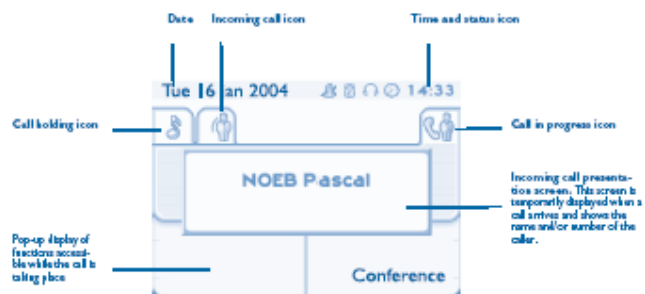 Date
Incoming call icon
Time and status icon
Tue 16 Jan 2004
14:33
Call holding icon
Call in progress icon
NOEB Pascal
Incoming call presenta-
tion screen. This screen is
temporarily displayed when a
call arrives and shows the
name and/or number of the
caller.
Pop-up display of
functions accessi-
ble while the call is
taking place
Conference